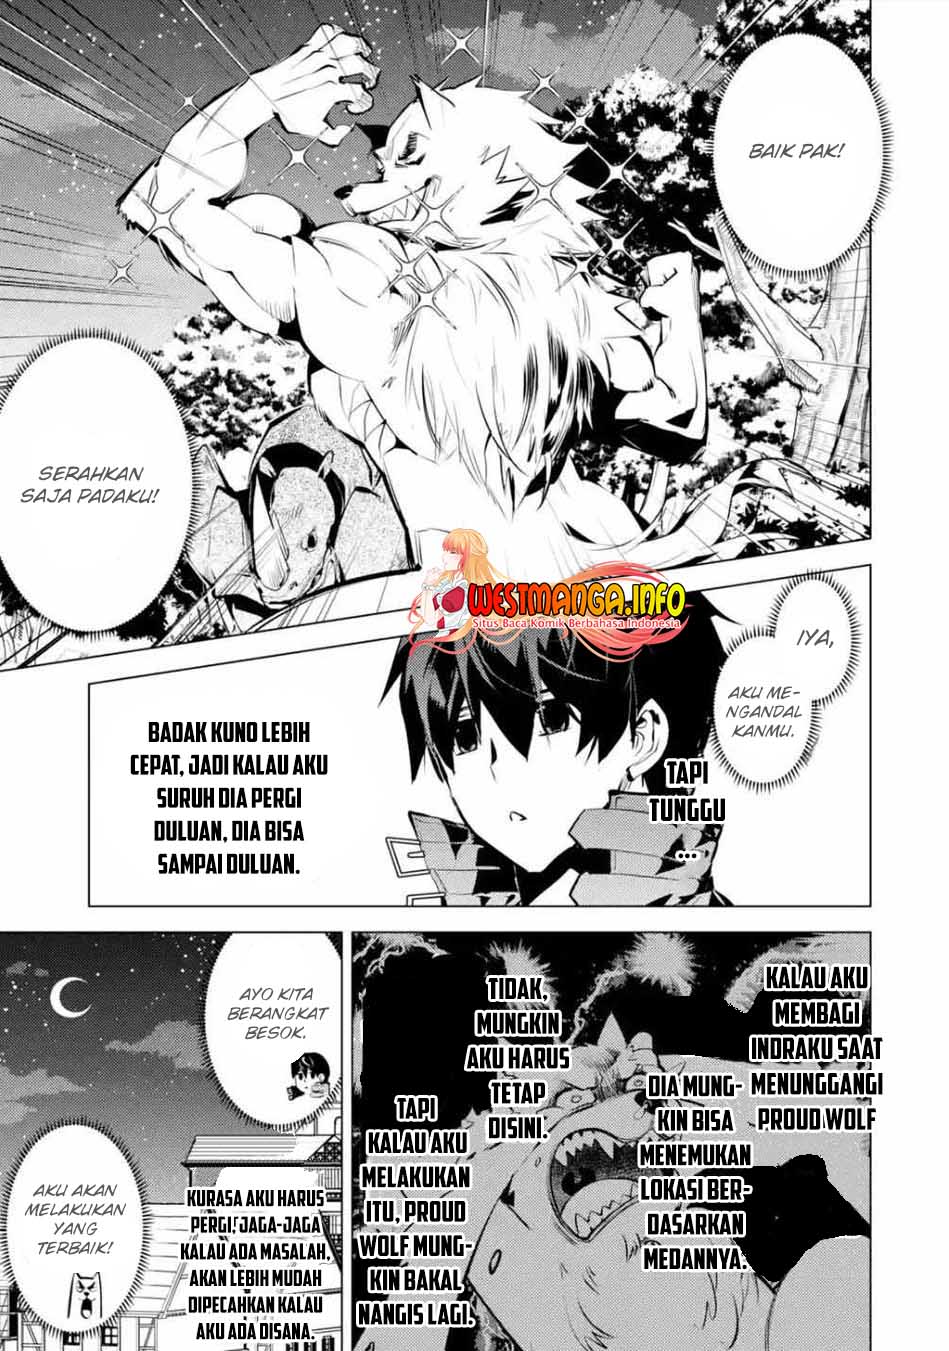 BAIK PAK!
SERAHKAN
SAJA PADAKU!
WESTMANGA.INFO
Situs Baca Komik Berbahasa Indonesia
IYA,
AKU ME-
NGANDAL
KANMU.
TAPI
TUNGGU
...
BADAK KUNO LEBIH
CEPAT, JADI KALAU AKU
SURUH DIA PERGI
DULUAN, DIA BISA
SAMPAI DULUAN.
KALAU AKU
MEMBAGI
INDRAKU SAAT
MENUNGGANGI
PROUD WOLF
DIA MUNG-
KIN BISA
MENEMUKAN
LOKASI BER-
DASARKAN
MEDANNYA.
TIDAK,
MUNGKIN
AKU HARUS
TETAP
DISINI.
TAPI
KALAU AKU
MELAKUKAN
ITU, PROUD
WOLF MUNG-
KIN BAKAL
NANGIS LAGI.
AYO KITA
BERANGKAT
BESOK.
KURASA AKU HARUS
PERGI, JAGA-JAGA
KALAU ADA MASALAH,
AKAN LEBIH MUDAH
DIPECAHKAN KALAU
AKU ADA DISANA.
AKU AKAN
MELAKUKAN
YANG
TERBAIK!